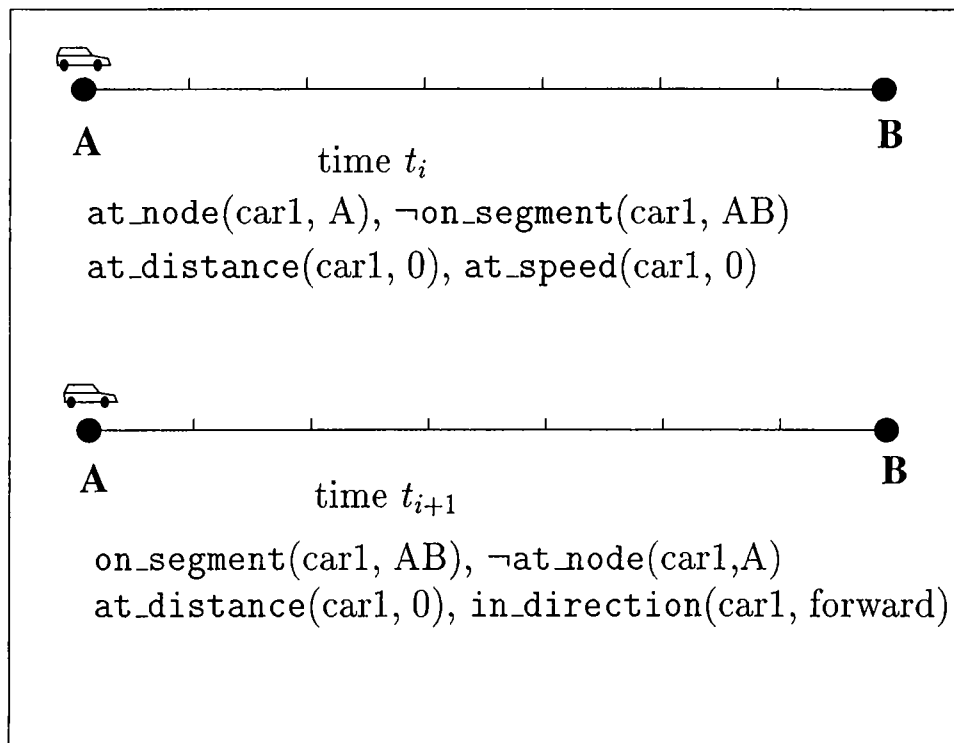 A B
time t_i
at_node(car1, A), ¬on_segment(car1, AB)
at_distance(car1, 0), at_speed(car1, 0)
A B
time t_{i+1}
on_segment(car1, AB), ¬at_node(car1,A)
at_distance(car1, 0), in_direction(car1, forward)